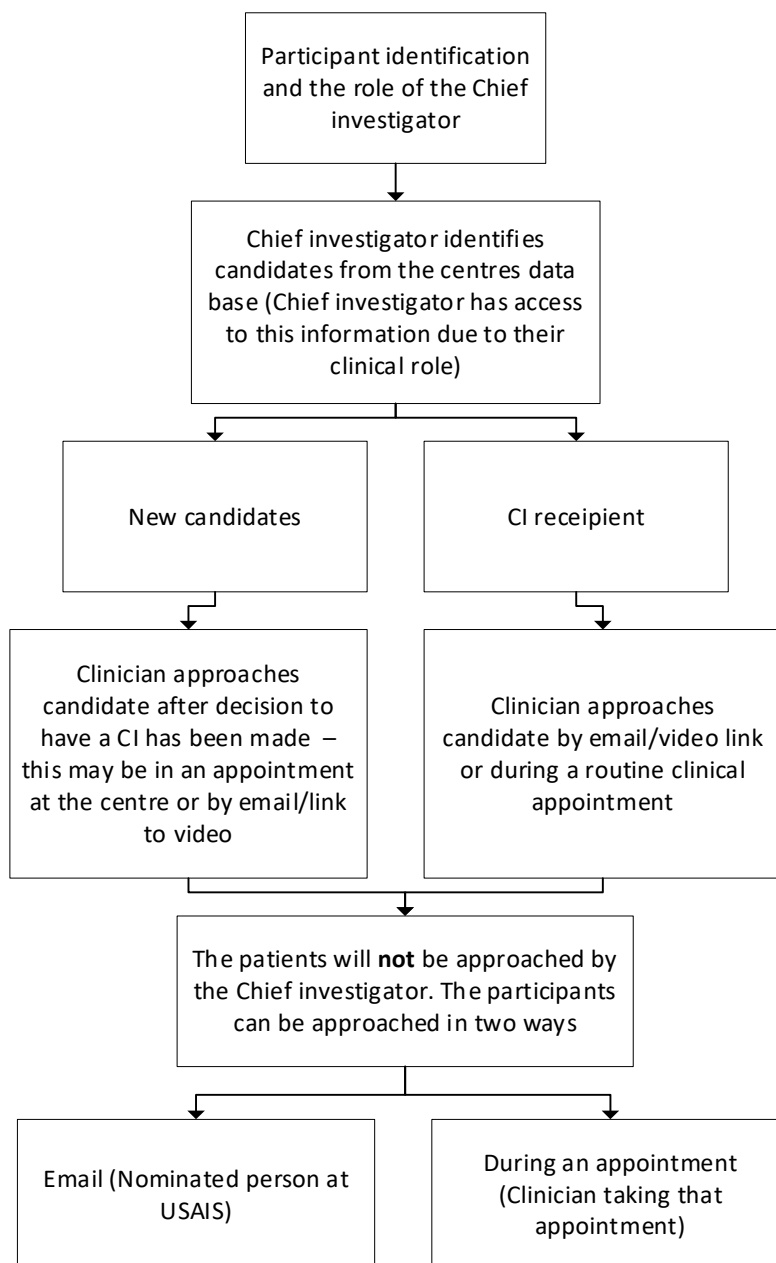 Participant identification
and the role of the Chief
investigator
Chief investigator identifies
candidates from the centres data
base (Chief investigator has access
to this information due to their
clinical role)
New candidates
CI receipient
Clinician approaches
candidate after decision to
have a CI has been made –
this may be in an appointment
at the centre or by email/link
to video
Clinician approaches
candidate by email/video link
or during a routine clinical
appointment
The patients will not be approached by
the Chief investigator. The participants
can be approached in two ways
Email (Nominated person at
USAIS)
During an appointment
(Clinician taking that
appointment)